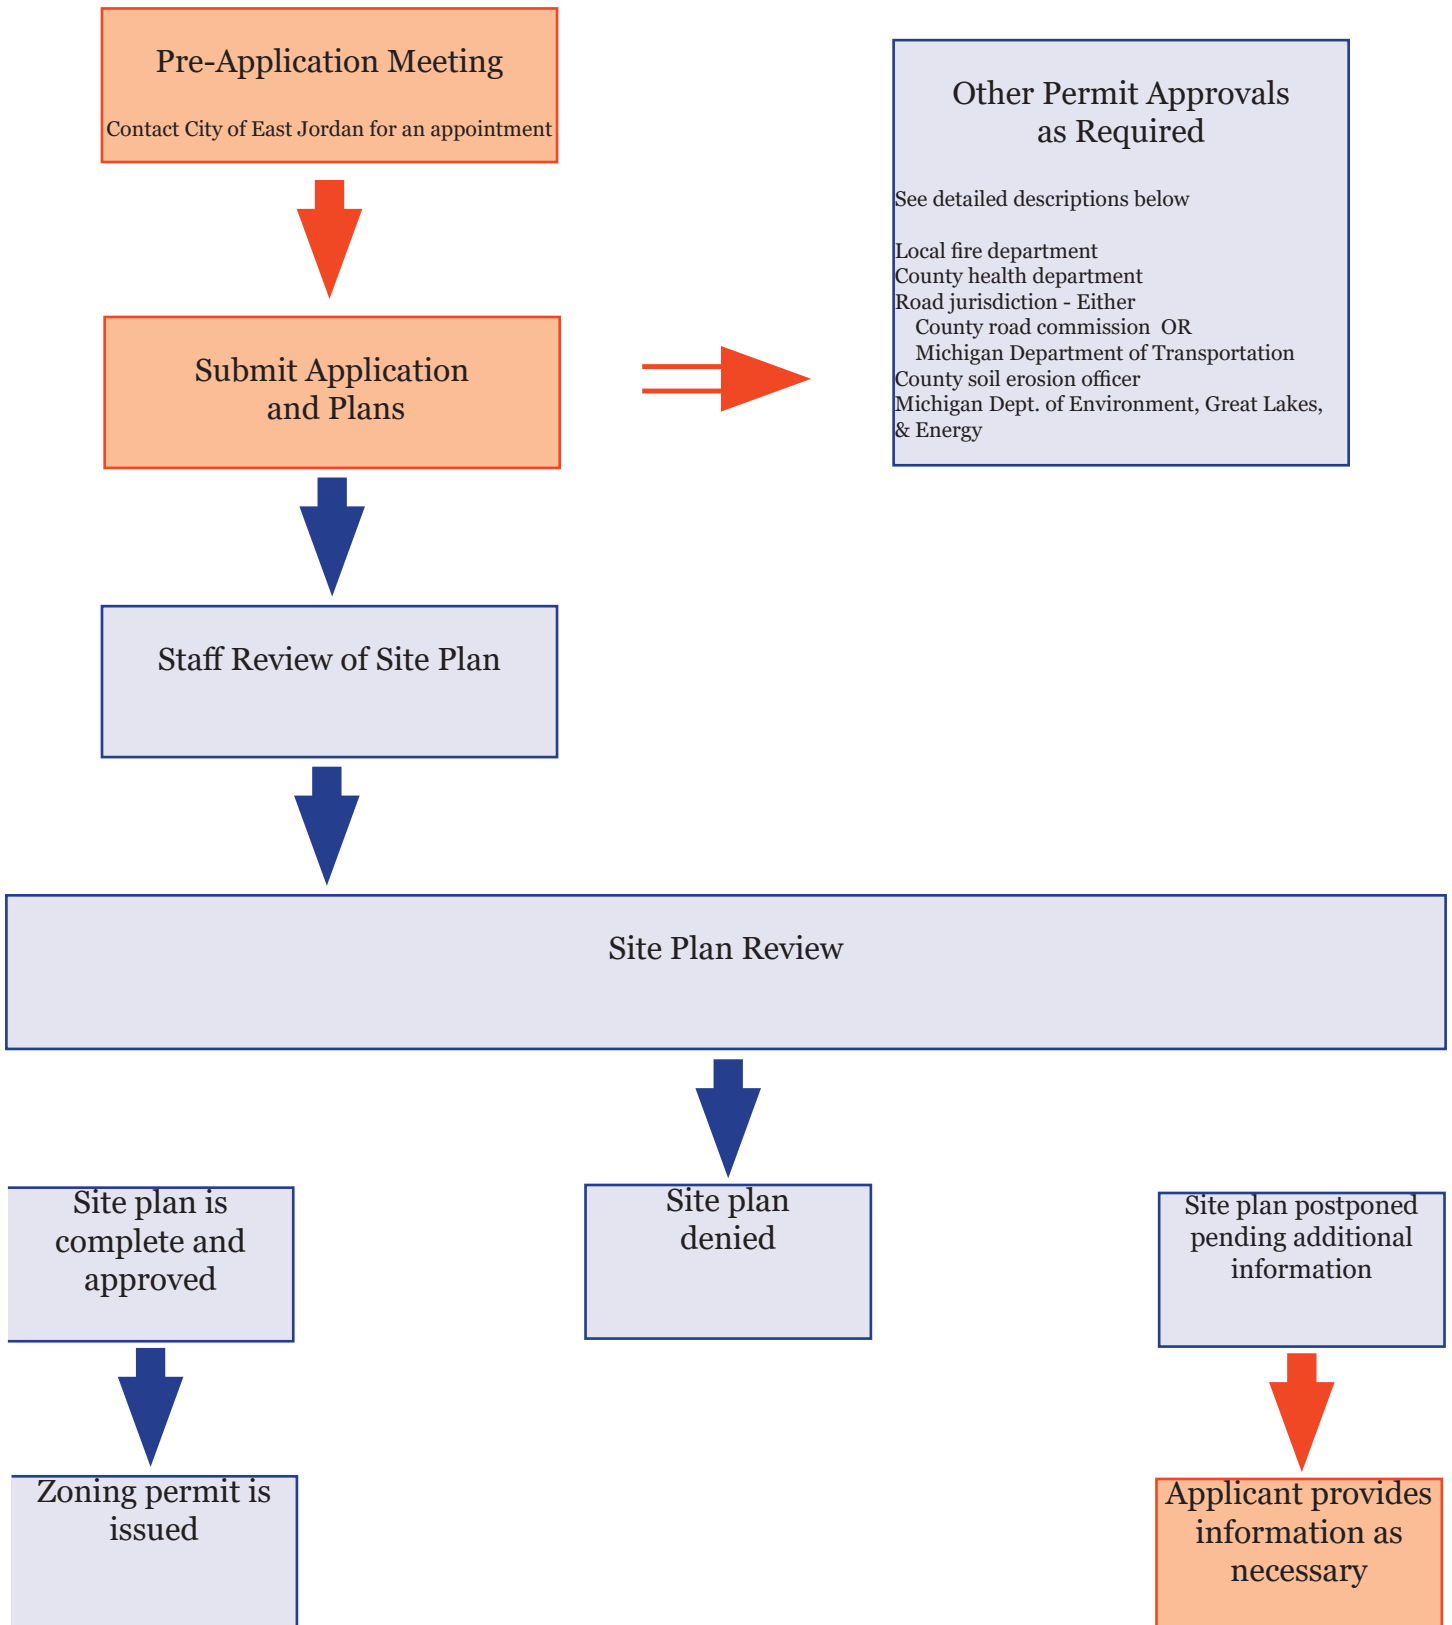 Pre-Application Meeting
Contact City of East Jordan for an appointment
Other Permit Approvals
as Required
See detailed descriptions below
Local fire department
County health department
Road jurisdiction - Either
County road commission  OR
Michigan Department of Transportation
County soil erosion officer
Michigan Dept. of Environment, Great Lakes,
& Energy
Submit Application
and Plans
Staff Review of Site Plan
Site Plan Review
Site plan is
complete and
approved
Site plan
denied
Site plan postponed
pending additional
information
Zoning permit is
issued
Applicant provides
information as
necessary